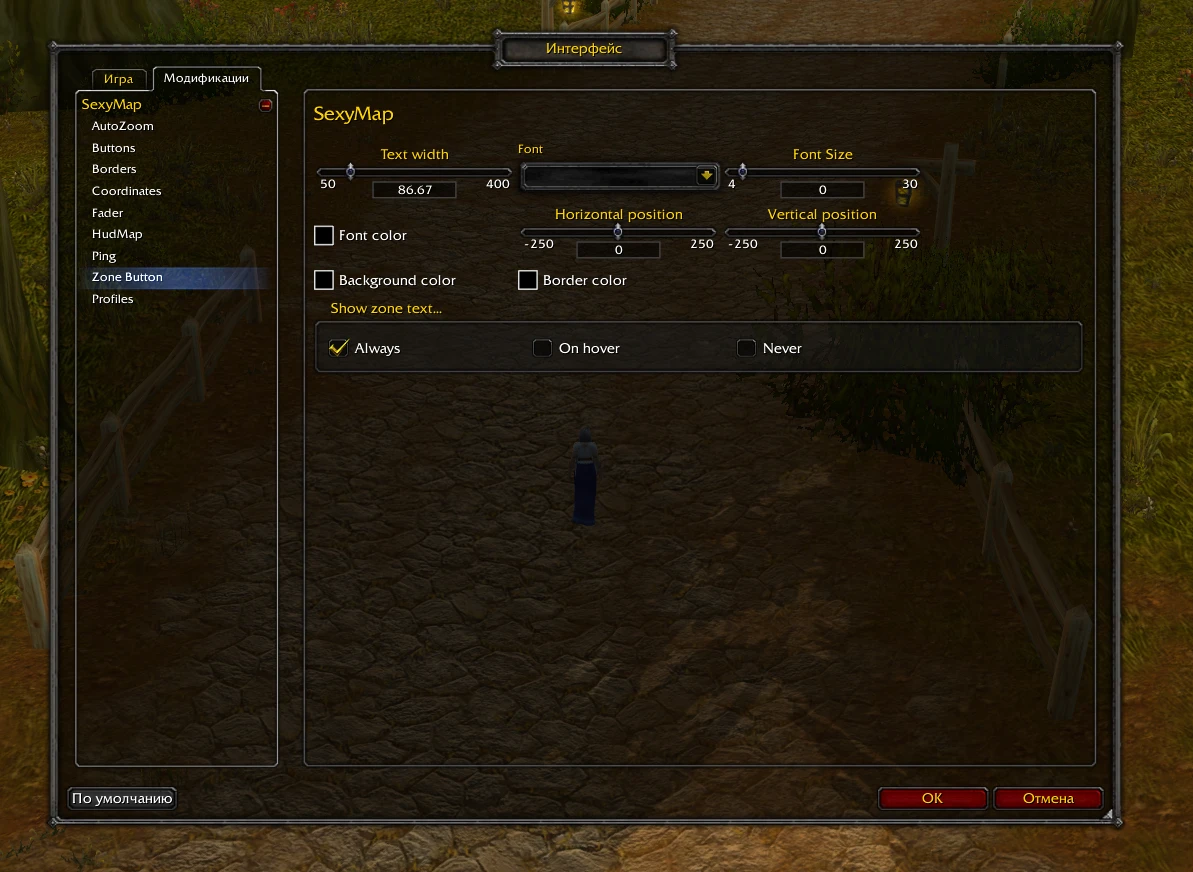 Интерфейс
Игра Модификации
SexyMap
AutoZoom
Buttons
Borders
Coordinates
Fader
HudMap
Ping
Zone Button
Profiles
SexyMap
Text width Font Font Size
50 86.67 400 4 0 30
Horizontal position Vertical position
Font color -250 0 250 -250 0 250
Background color Border color
Show zone text...
Always On hover Never
По умолчанию OK Отмена